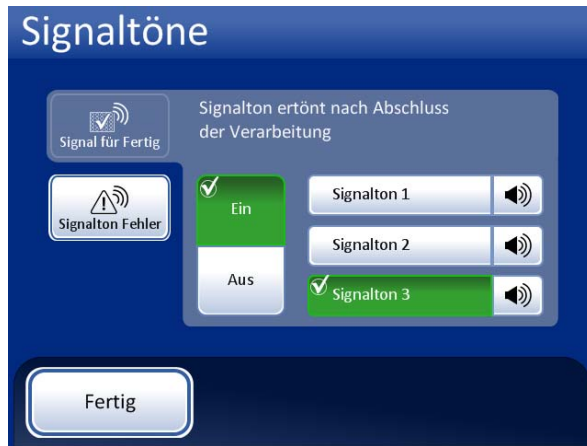 Signaltöne
Signal für Fertig
Signalton ertönt nach Abschluss
der Verarbeitung
Signalton Fehler
Ein
Aus
Signalton 1
Signalton 2
Signalton 3
Fertig